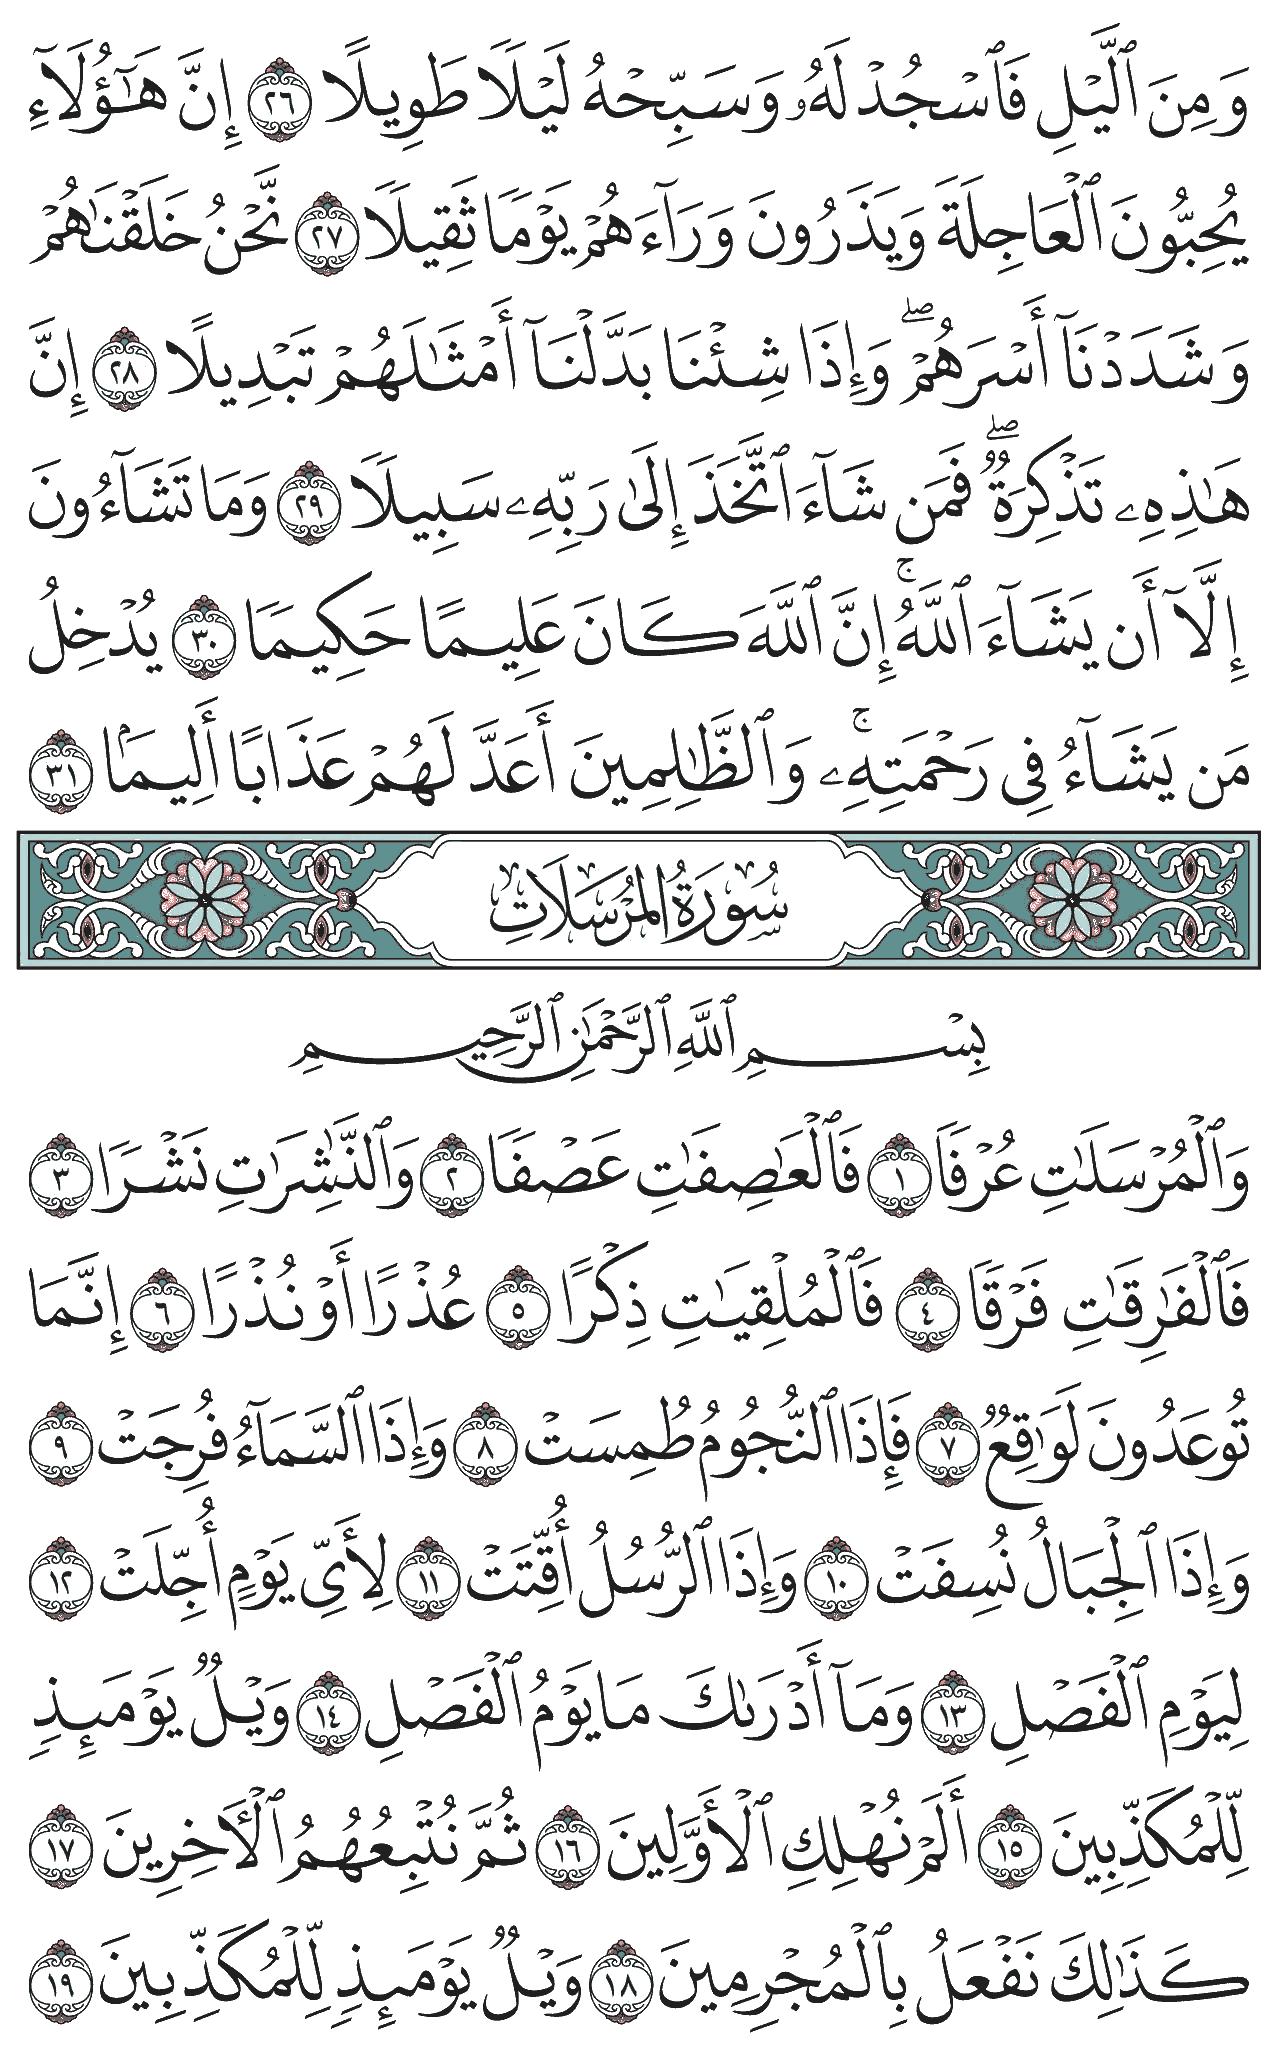 وَمِنَ ٱلَّيۡلِ فَٱسۡجُدۡ لَهُۥ وَسَبِّحۡهُ لَيۡلٗا طَوِيلًا ٢٦ إِنَّ هَٰٓؤُلَآءِ
يُحِبُّونَ ٱلۡعَاجِلَةَ وَيَذَرُونَ وَرَآءَهُمۡ يَوۡمٗا ثَقِيلٗا ٢٧ نَّحۡنُ خَلَقۡنَٰهُمۡ
وَشَدَدۡنَآ أَسۡرَهُمۡۖ وَإِذَا شِئۡنَا بَدَّلۡنَآ أَمۡثَٰلَهُمۡ تَبۡدِيلًا ٢٨ إِنَّ
هَٰذِهِۦ تَذۡكِرَةٞۖ فَمَن شَآءَ ٱتَّخَذَ إِلَىٰ رَبِّهِۦ سَبِيلٗا ٢٩ وَمَا تَشَآءُونَ
إِلَّآ أَن يَشَآءَ ٱللَّهُۚ إِنَّ ٱللَّهَ كَانَ عَلِيمًا حَكِيمٗا ٣٠ يُدۡخِلُ
مَن يَشَآءُ فِي رَحۡمَتِهِۦۚ وَٱلظَّٰلِمِينَ أَعَدَّ لَهُمۡ عَذَابًا أَلِيمَۢا ٣١
سُورَةُ المُرۡسَلَاتِ
بِسۡمِ ٱللَّهِ ٱلرَّحۡمَٰنِ ٱلرَّحِيمِ
وَٱلۡمُرۡسَلَٰتِ عُرۡفٗا ١ فَٱلۡعَٰصِفَٰتِ عَصۡفٗا ٢ وَٱلنَّٰشِرَٰتِ نَشۡرٗا ٣
فَٱلۡفَٰرِقَٰتِ فَرۡقٗا ٤ فَٱلۡمُلۡقِيَٰتِ ذِكۡرًا ٥ عُذۡرًا أَوۡ نُذۡرًا ٦ إِنَّمَا
تُوعَدُونَ لَوَٰقِعٞ ٧ فَإِذَا ٱلنُّجُومُ طُمِسَتۡ ٨ وَإِذَا ٱلسَّمَآءُ فُرِجَتۡ ٩
وَإِذَا ٱلۡجِبَالُ نُسِفَتۡ ١٠ وَإِذَا ٱلرُّسُلُ أُقِّتَتۡ ١١ لِأَيِّ يَوۡمٍ أُجِّلَتۡ ١٢
لِيَوۡمِ ٱلۡفَصۡلِ ١٣ وَمَآ أَدۡرَىٰكَ مَا يَوۡمُ ٱلۡفَصۡلِ ١٤ وَيۡلٞ يَوۡمَئِذٖ
لِّلۡمُكَذِّبِينَ ١٥ أَلَمۡ نُهۡلِكِ ٱلۡأَوَّلِينَ ١٦ ثُمَّ نُتۡبِعُهُمُ ٱلۡأٓخِرِينَ ١٧
كَذَٰلِكَ نَفۡعَلُ بِٱلۡمُجۡرِمِينَ ١٨ وَيۡلٞ يَوۡمَئِذٖ لِّلۡمُكَذِّبِينَ ١٩